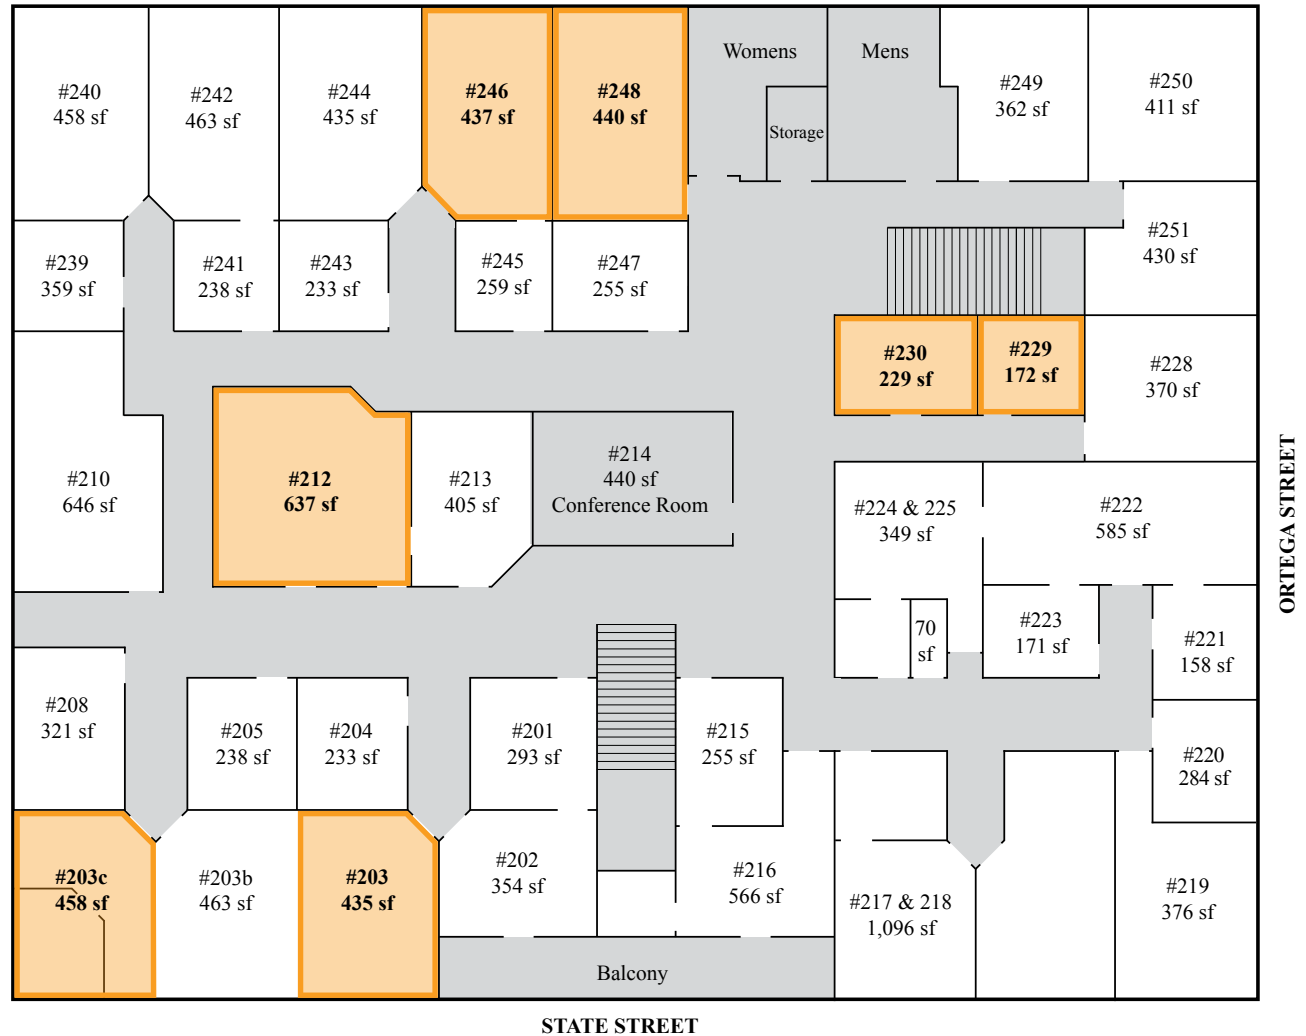 #240
458 sf
#242
463 sf
#244
435 sf
#246
437 sf
#248
440 sf
Womens
Storage
Mens
#249
362 sf
#250
411 sf
#239
359 sf
#241
238 sf
#243
233 sf
#245
259 sf
#247
255 sf
#251
430 sf
#230
229 sf
#229
172 sf
#228
370 sf
#210
646 sf
#212
637 sf
#213
405 sf
#214
440 sf
Conference Room
#224 & 225
349 sf
#222
585 sf
ORTEGA STREET
70
sf
#223
171 sf
#221
158 sf
#208
321 sf
#205
238 sf
#204
233 sf
#201
293 sf
#215
255 sf
#220
284 sf
#203c
458 sf
#203b
463 sf
#203
435 sf
#202
354 sf
#216
566 sf
#217 & 218
1,096 sf
#219
376 sf
Balcony
STATE STREET